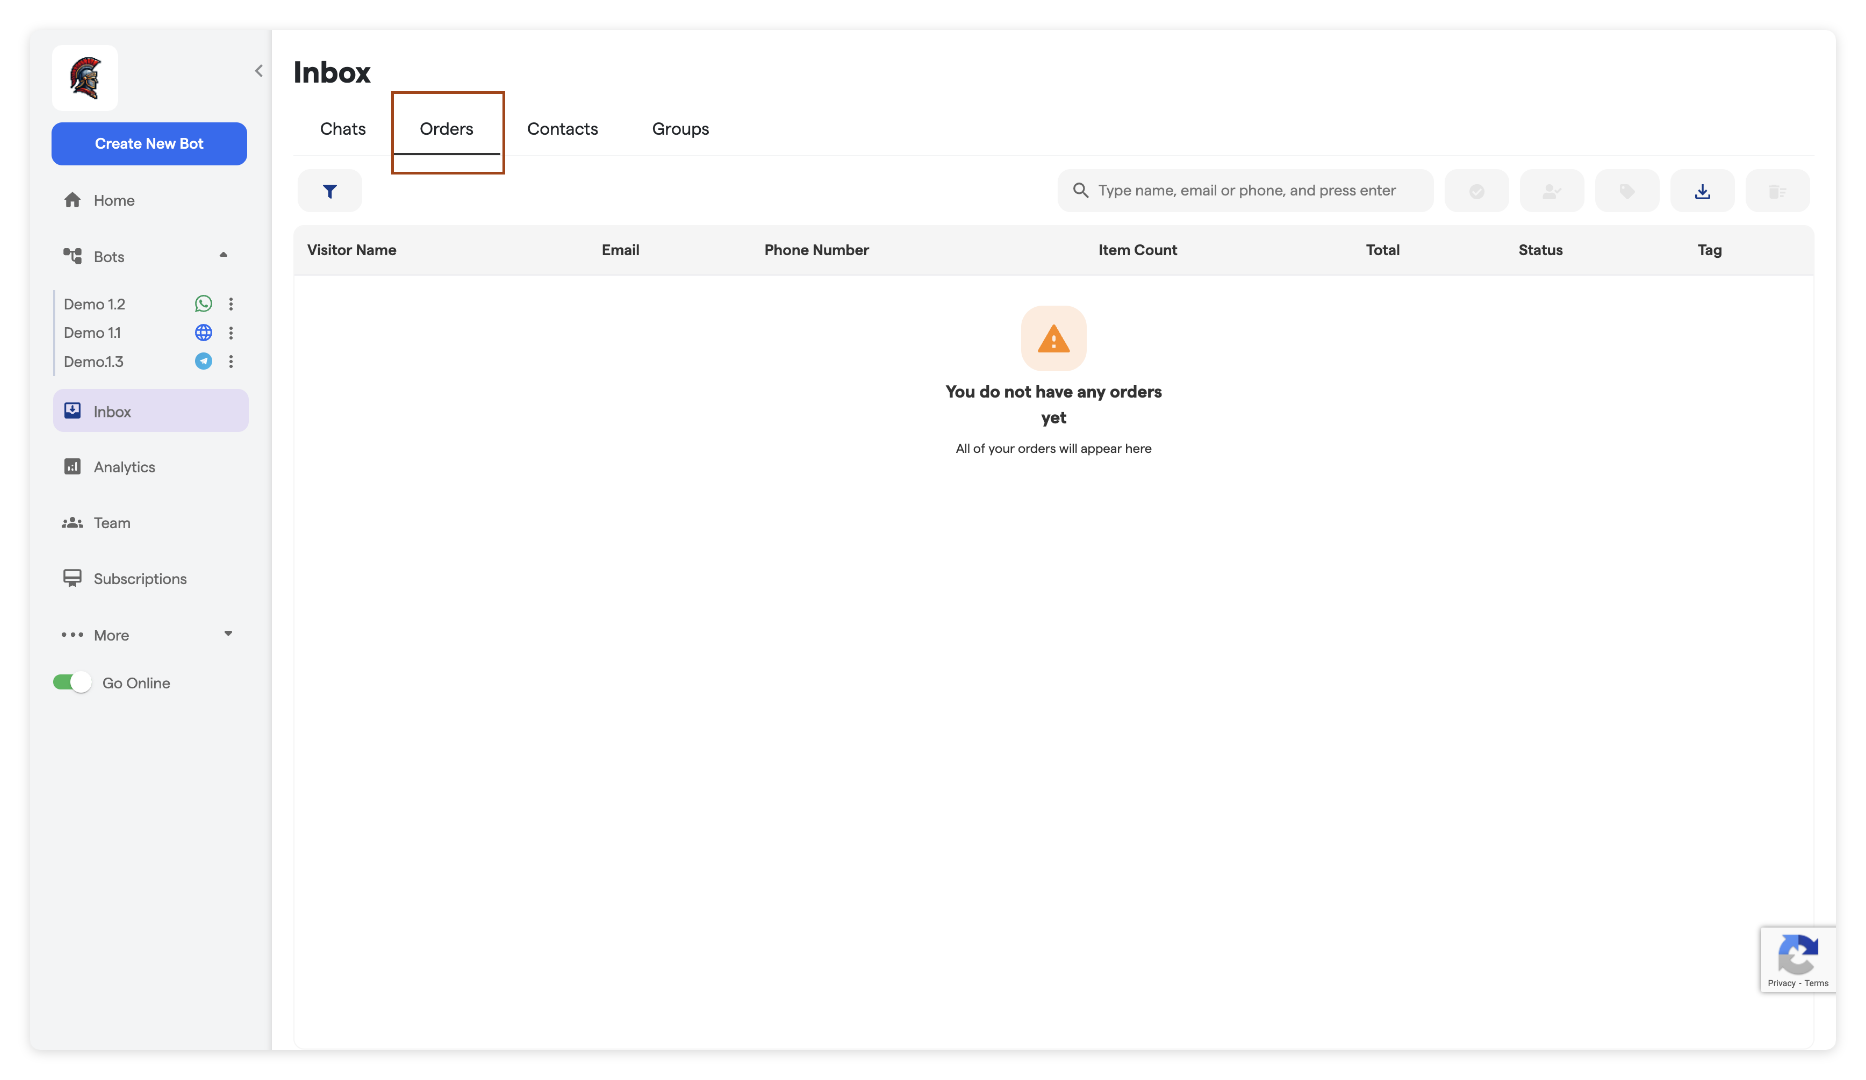 Create New Bot
Home
Bots
Demo 1.2
Demo 1.1
Demo.1.3
Inbox
Analytics
Team
Subscriptions
More
Go Online
Inbox
Chats Orders Contacts Groups
Type name, email or phone, and press enter
Visitor Name Email Phone Number Item Count Total Status Tag
You do not have any orders
yet
All of your orders will appear here
Privacy - Terms